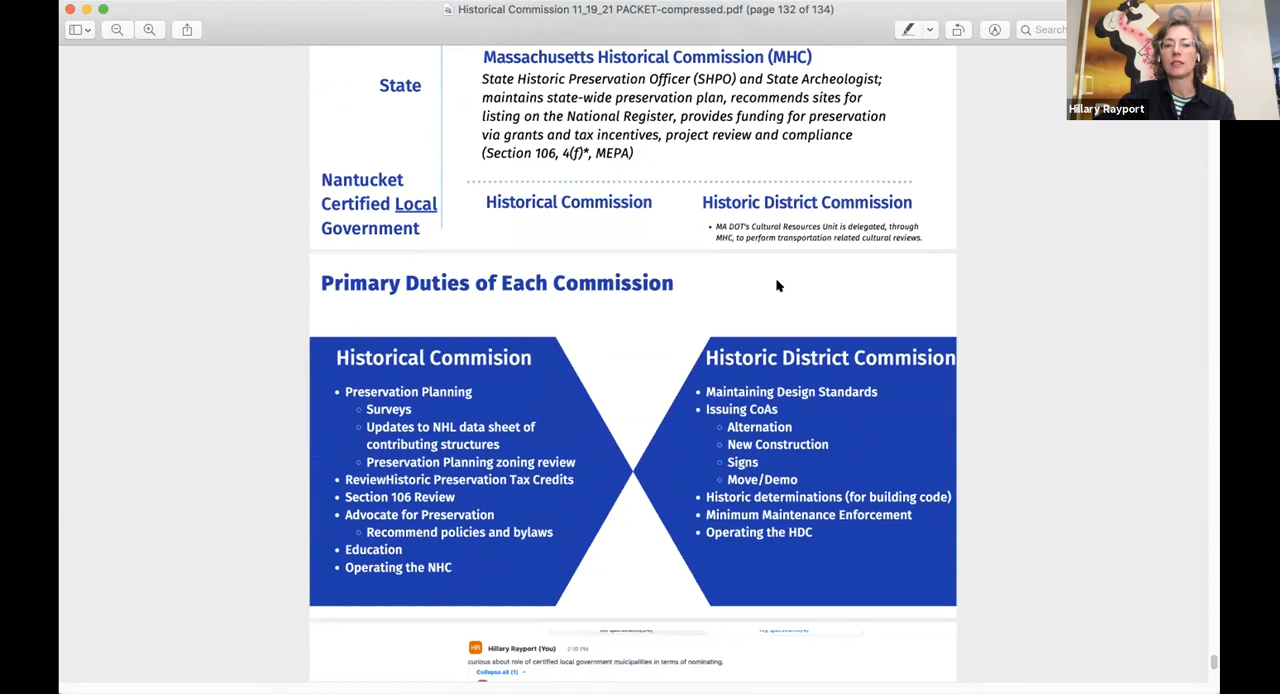 Historical Commission 11_19_21 PACKET-compressed.pdf (page 132 of 134)
Search
Hillary Rayport
State
Massachusetts Historical Commission (MHC)
State Historic Preservation Officer (SHPO) and State Archeologist;
maintains state-wide preservation plan, recommends sites for
listing on the National Register, provides funding for preservation
via grants and tax incentives, project review and compliance
(Section 106, 4(f)*, MEPA)
Nantucket
Certified Local
Government
Historical Commission
Historic District Commission
• MA DOT's Cultural Resources Unit is delegated, through
MHC, to perform transportation related cultural reviews.
Primary Duties of Each Commission
Historical Commision
• Preservation Planning
○ Surveys
○ Updates to NHL data sheet of
contributing structures
○ Preservation Planning zoning review
• ReviewHistoric Preservation Tax Credits
• Section 106 Review
• Advocate for Preservation
○ Recommend policies and bylaws
• Education
• Operating the NHC
Historic District Commision
• Maintaining Design Standards
• Issuing CoAs
○ Alternation
○ New Construction
○ Signs
○ Move/Demo
• Historic determinations (for building code)
• Minimum Maintenance Enforcement
• Operating the HDC
HR
Hillary Rayport (You) 2:19 PM
curious about role of certified local government muicipalities in terms of nominating.
Collapse all (1)